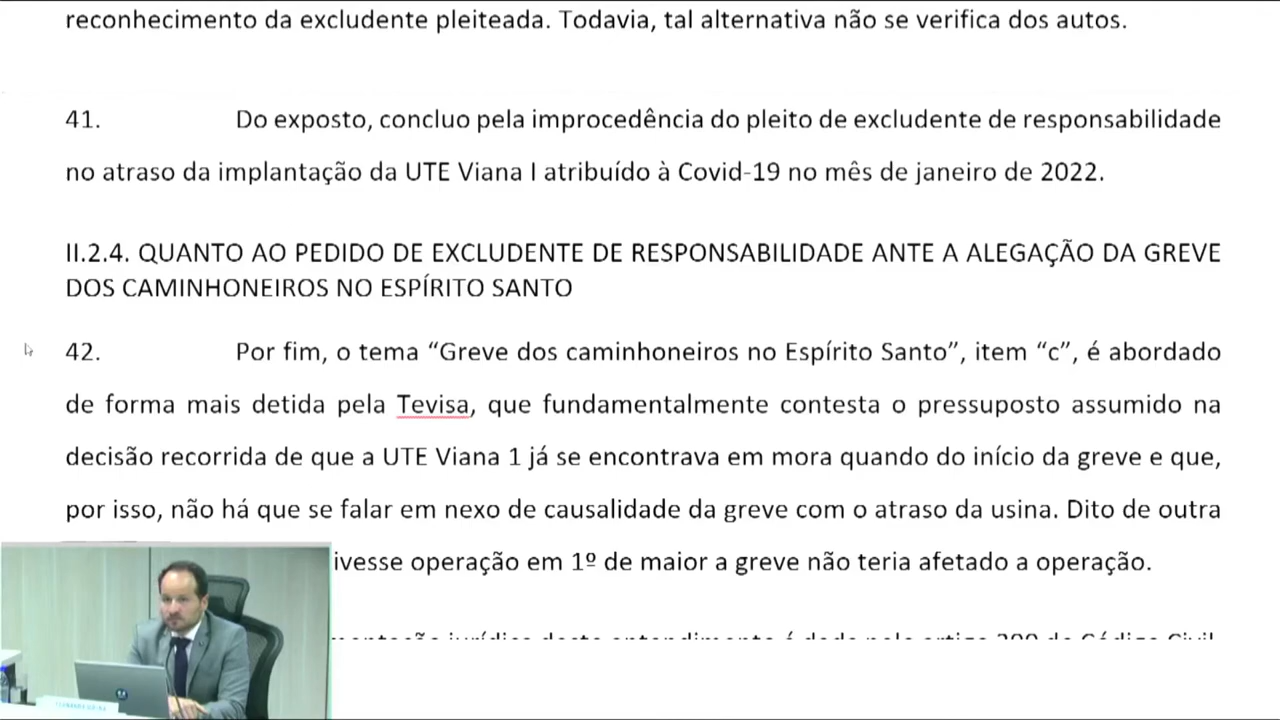 reconhecimento da excludente pleiteada. Todavia, tal alternativa não se verifica dos autos.
41. Do exposto, concluo pela improcedência do pleito de excludente de responsabilidade
no atraso da implantação da UTE Viana I atribuído à Covid-19 no mês de janeiro de 2022.
II.2.4. QUANTO AO PEDIDO DE EXCLUDENTE DE RESPONSABILIDADE ANTE A ALEGAÇÃO DA GREVE
DOS CAMINHONEIROS NO ESPÍRITO SANTO
42. Por fim, o tema “Greve dos caminhoneiros no Espírito Santo”, item “c”, é abordado
de forma mais detida pela Tevisa, que fundamentalmente contesta o pressuposto assumido na
decisão recorrida de que a UTE Viana 1 já se encontrava em mora quando do início da greve e que,
por isso, não há que se falar em nexo de causalidade da greve com o atraso da usina. Dito de outra
ivesse operação em 1º de maior a greve não teria afetado a operação.